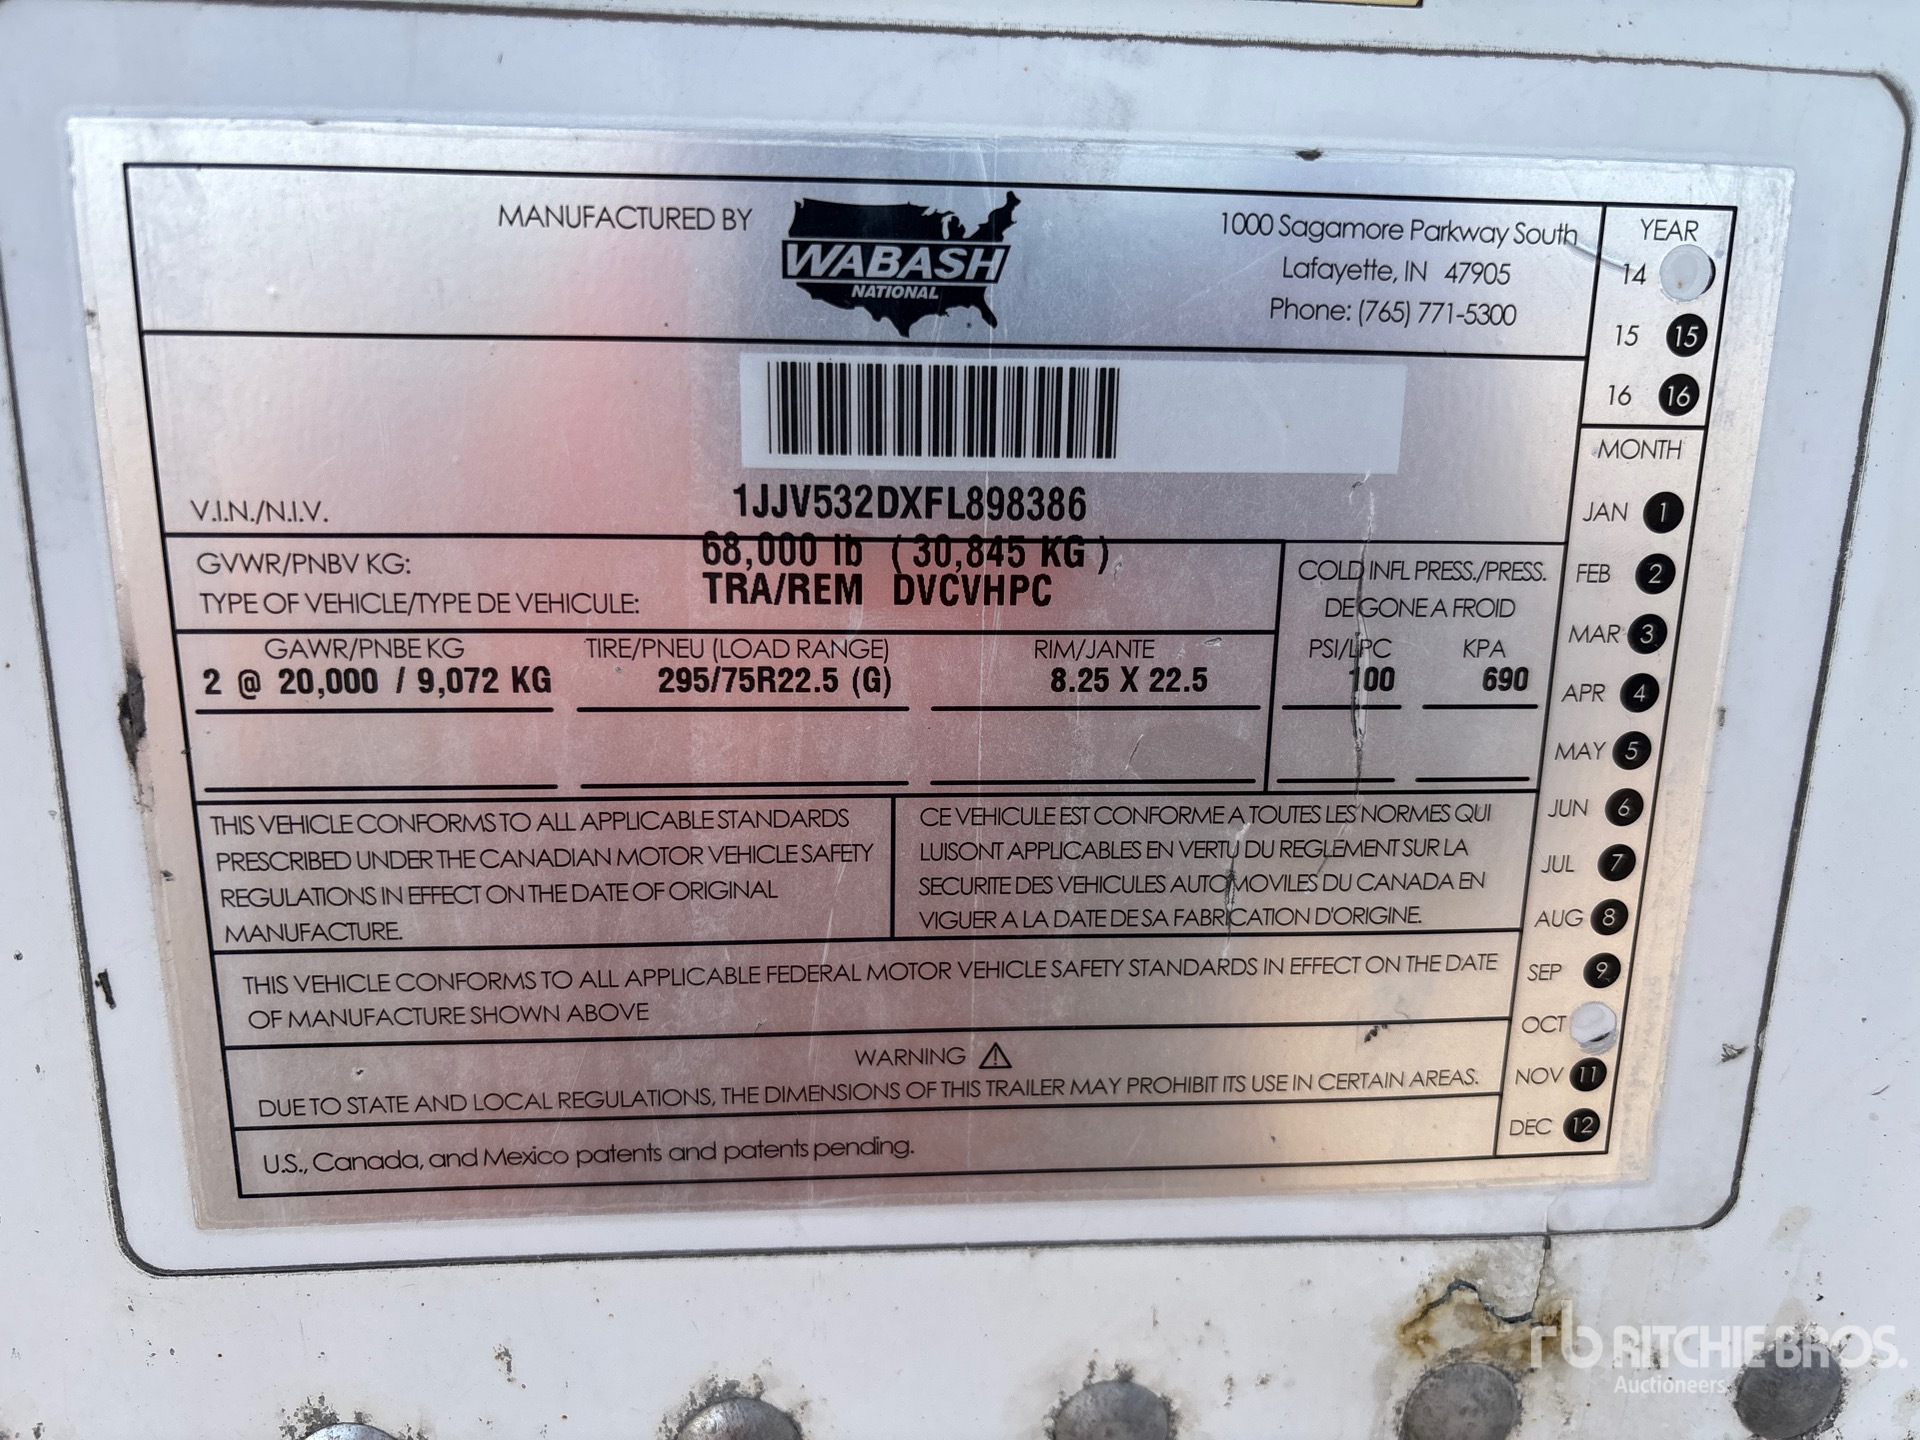 MANUFACTURED BY
WABASH
NATIONAL
1000 Sagamore Parkway South
Lafayette, IN 47905
Phone: (765) 771-5300
YEAR
14
15 15
16 16
V.I.N./N.I.V. 1JJV532DXFL898386
GVWR/PNBV KG: 68,000 lb (30,845 KG)
TYPE OF VEHICLE/TYPE DE VEHICULE: TRA/REM DVCVHPC
COLD INFL PRESS./PRESS.
DE GONE A FROID
GAWR/PNBE KG TIRE/PNEU (LOAD RANGE) RIM/JANTE PSI/LPC KPA
2 @ 20,000 / 9,072 KG 295/75R22.5 (G) 8.25 X 22.5 100 690
THIS VEHICLE CONFORMS TO ALL APPLICABLE STANDARDS
PRESCRIBED UNDER THE CANADIAN MOTOR VEHICLE SAFETY
REGULATIONS IN EFFECT ON THE DATE OF ORIGINAL
MANUFACTURE.
CE VEHICULE EST CONFORME A TOUTES LES NORMES QUI
LUISONT APPLICABLES EN VERTU DU REGLEMENT SUR LA
SECURITE DES VEHICULES AUTOMOVILES DU CANADA EN
VIGUER A LA DATE DE SA FABRICATION D'ORIGINE.
THIS VEHICLE CONFORMS TO ALL APPLICABLE FEDERAL MOTOR VEHICLE SAFETY STANDARDS IN EFFECT ON THE DATE
OF MANUFACTURE SHOWN ABOVE
WARNING
DUE TO STATE AND LOCAL REGULATIONS, THE DIMENSIONS OF THIS TRAILER MAY PROHIBIT ITS USE IN CERTAIN AREAS.
U.S., Canada, and Mexico patents and patents pending.
MONTH
JAN 1
FEB 2
MAR 3
APR 4
MAY 5
JUN 6
JUL 7
AUG 8
SEP 9
OCT
NOV 11
DEC 12
rb RITCHIE BROS.
Auctioneers